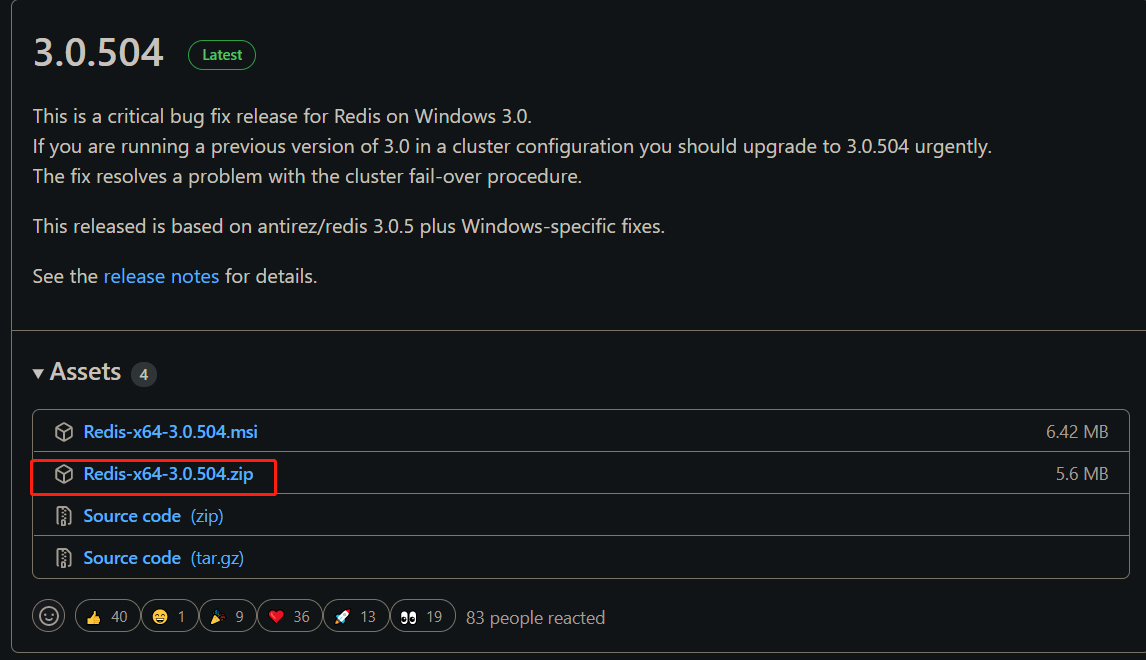 3.0.504 Latest
This is a critical bug fix release for Redis on Windows 3.0.
If you are running a previous version of 3.0 in a cluster configuration you should upgrade to 3.0.504 urgently.
The fix resolves a problem with the cluster fail-over procedure.
This released is based on antirez/redis 3.0.5 plus Windows-specific fixes.
See the release notes for details.
Assets 4
Redis-x64-3.0.504.msi 6.42 MB
Redis-x64-3.0.504.zip 5.6 MB
Source code (zip)
Source code (tar.gz)
40 1 9 36 13 19 83 people reacted